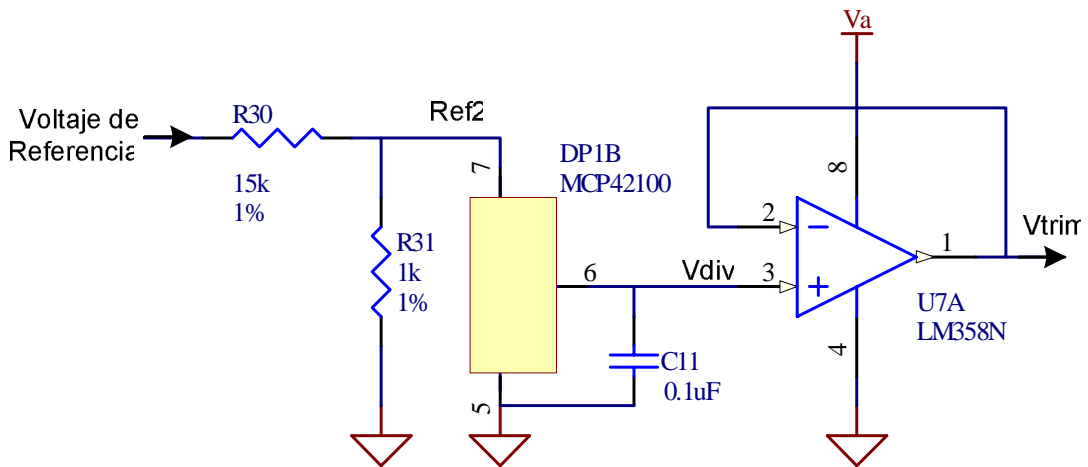 Va
Voltaje de
Referencia
R30
15k
1%
Ref2
7
DP1B
MCP42100
8
2
1
Vtrim
R31
1k
1%
6
Vdiv
3
U7A
LM358N
4
C11
0.1uF
5